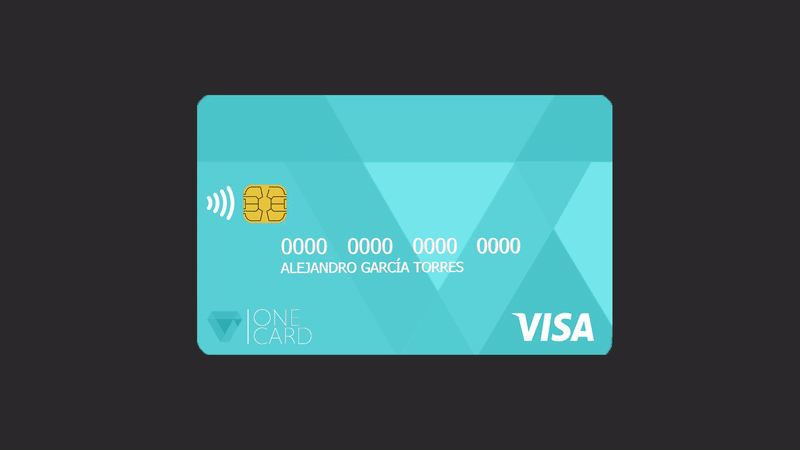 0000 0000 0000 0000
ALEJANDRO GARCÍA TORRES
ONE
CARD
VISA